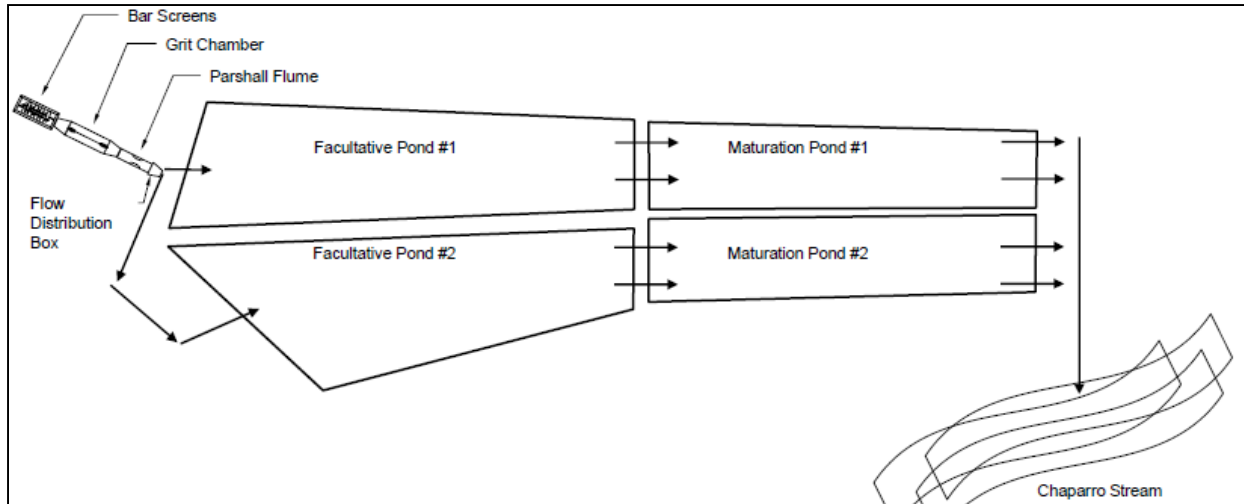 Bar Screens
Grit Chamber
Parshall Flume
Flow
Distribution
Box
Facultative Pond #1
Maturation Pond #1
Facultative Pond #2
Maturation Pond #2
Chaparro Stream